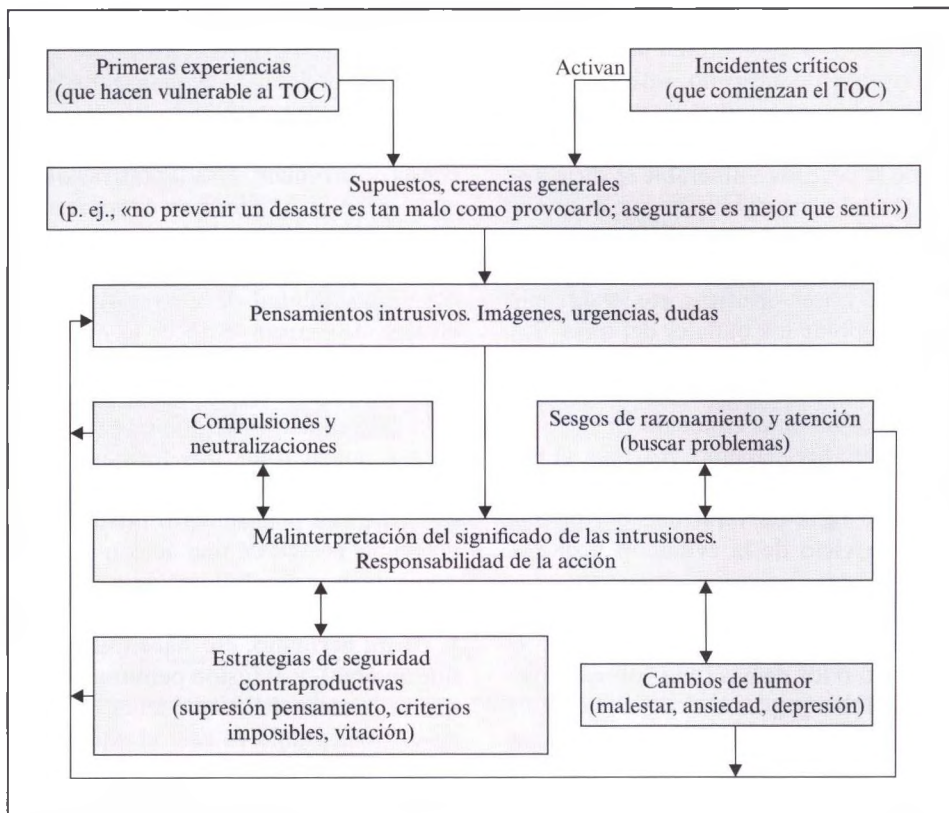 Primeras experiencias
(que hacen vulnerable al TOC)
Activan
Incidentes críticos
(que comienzan el TOC)
Supuestos, creencias generales
(p. ej., «no prevenir un desastre es tan malo como provocarlo; asegurarse es mejor que sentir»)
Pensamientos intrusivos. Imágenes, urgencias, dudas
Compulsiones y
neutralizaciones
Sesgos de razonamiento y atención
(buscar problemas)
Malinterpretación del significado de las intrusiones.
Responsabilidad de la acción
Estrategias de seguridad
contraproductivas
(supresión pensamiento, criterios
imposibles, vitación)
Cambios de humor
(malestar, ansiedad, depresión)